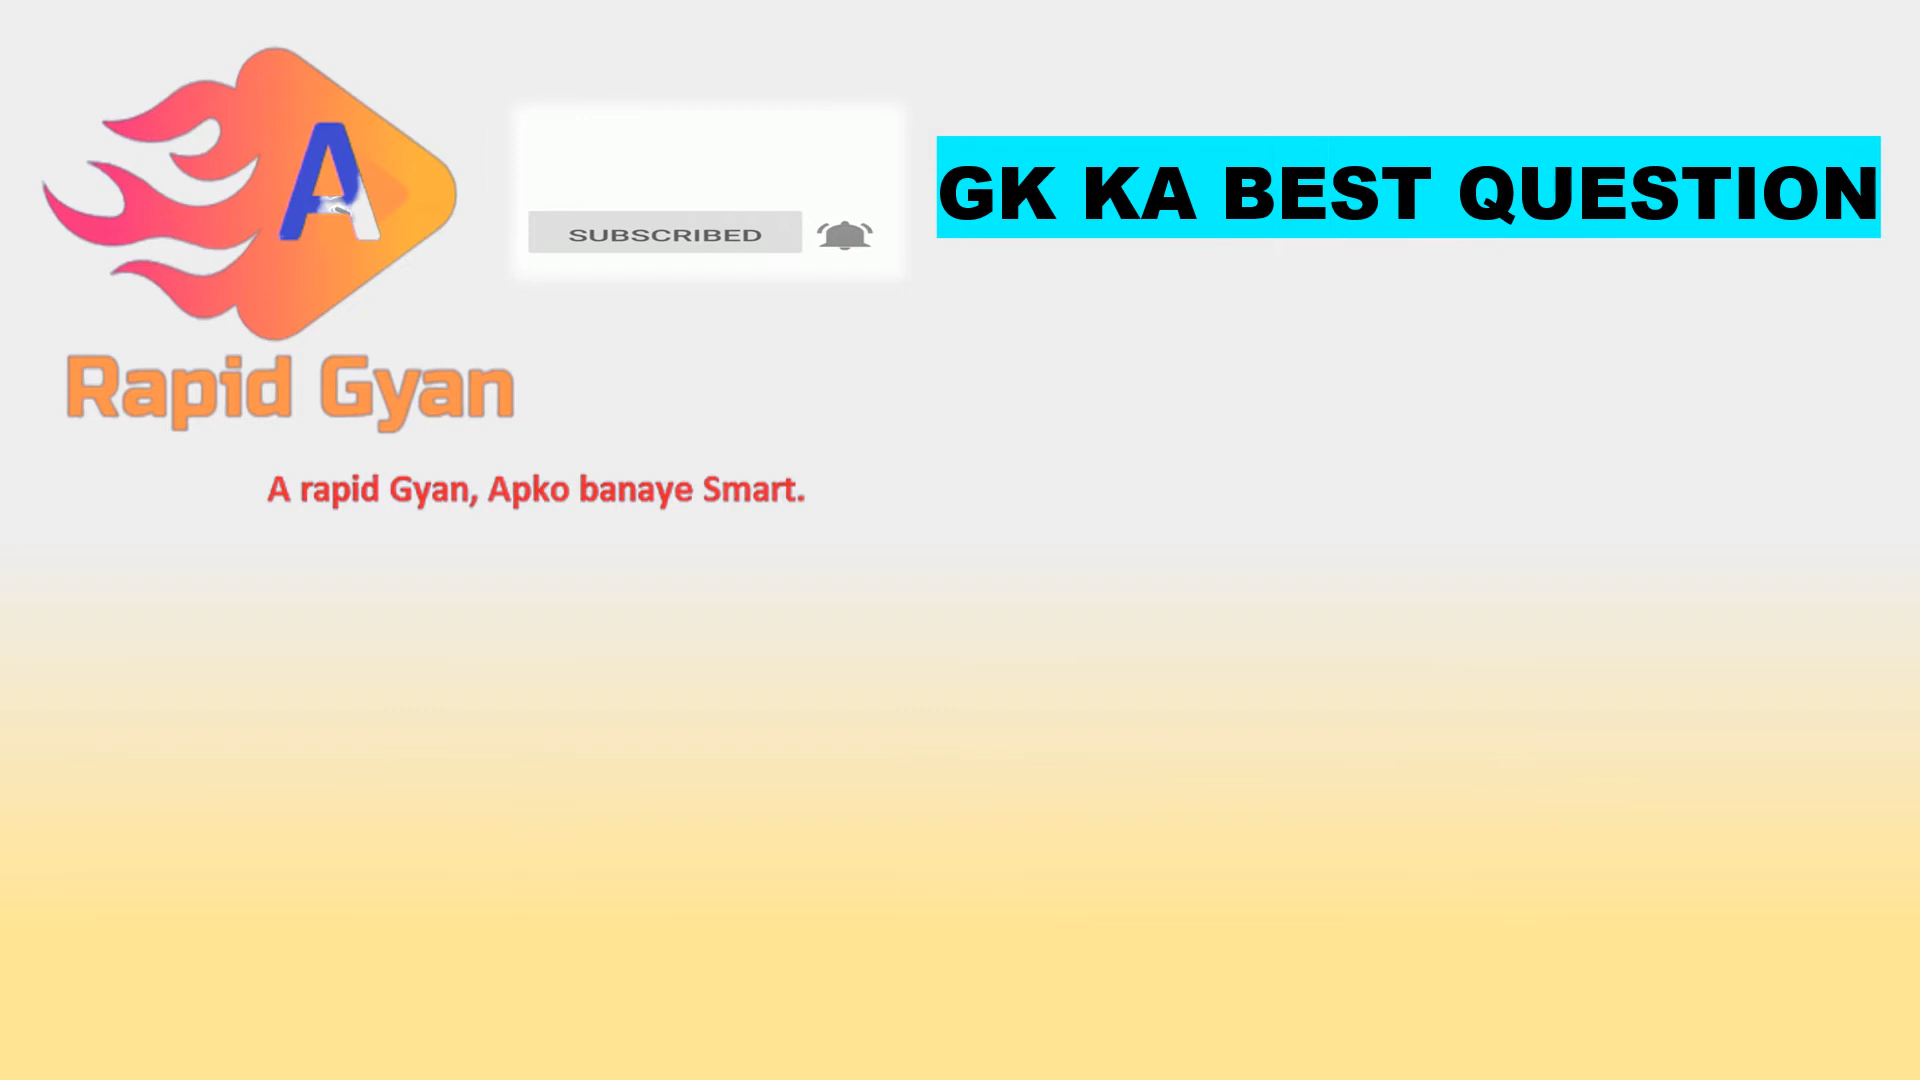 A
SUBSCRIBED
GK KA BEST QUESTION
Rapid Gyan
A rapid Gyan, Apko banaye Smart.